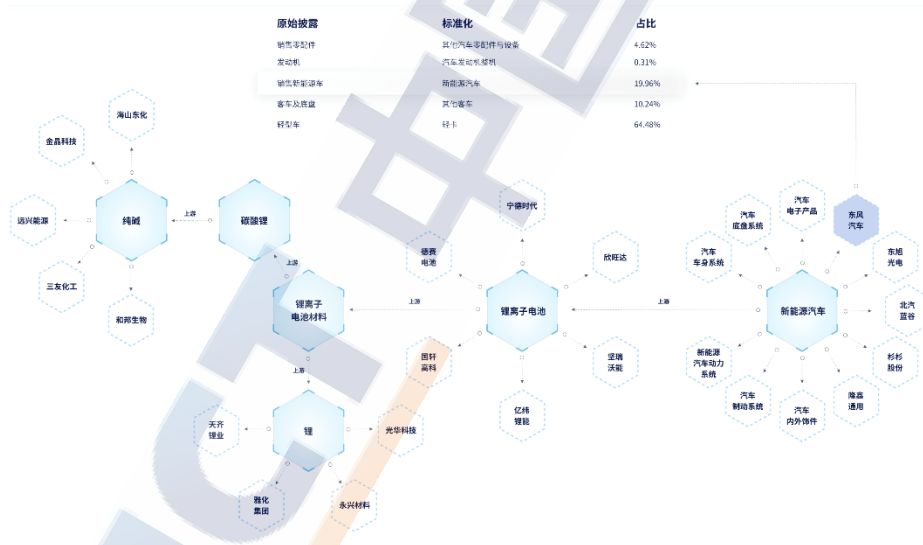 原始披露 标准化 占比
销售零配件 其他汽车零配件与设备 4.62%
发动机 汽车发动机整机 0.31%
销售新能源车 新能源汽车 19.96%
客车及底盘 其他客车 10.24%
轻型车 轻卡 64.48%
海山东化
金晶科技
远兴能源
三友化工
和邦生物
纯碱
上游
碳酸锂
上游
锂离子
电池材料
上游
锂
天齐
锂业
光华科技
雅化
集团
永兴材料
上游
宁德时代
德赛
电池
欣旺达
锂离子电池
国轩
高科
坚瑞
沃能
亿纬
锂能
上游
新能源汽车
汽车
电子产品
汽车
底盘系统
汽车
车身系统
新能源
汽车动力
系统
汽车
制动系统
汽车
内外饰件
东风
汽车
东旭
光电
北汽
蓝谷
杉杉
股份
隆鑫
通用